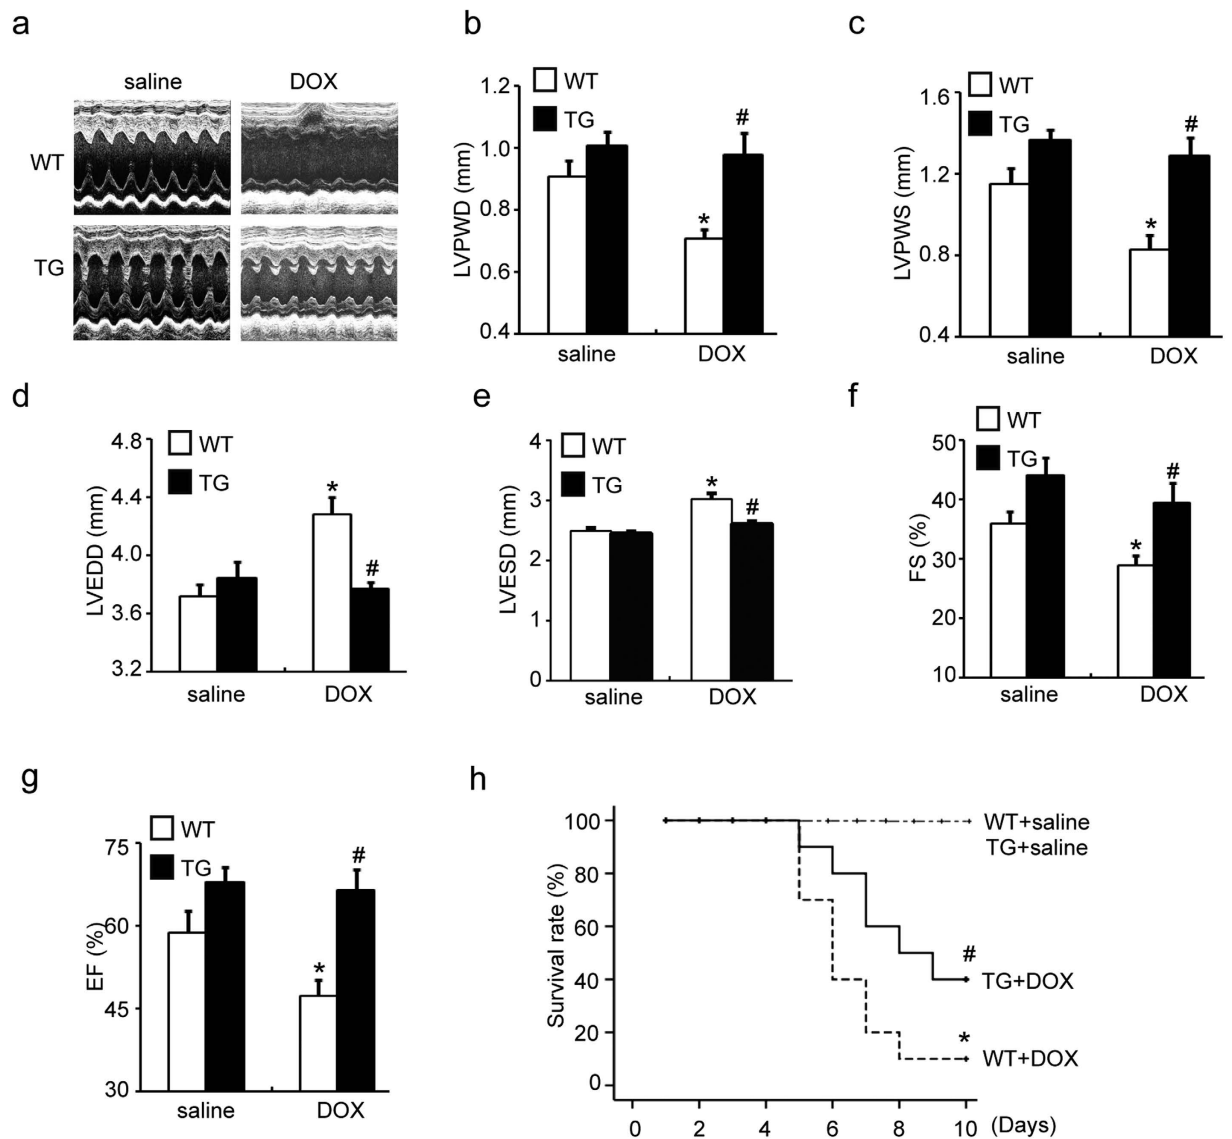 a
saline
DOX
WT
TG
b
WT
TG
1.2
1.0
0.8
0.6
0.4
LVPWD (mm)
#
*
saline
DOX
c
WT
TG
1.6
1.2
0.8
0.4
LVPWS (mm)
#
*
saline
DOX
d
WT
TG
4.8
4.4
4.0
3.6
3.2
LVEDD (mm)
*
#
saline
DOX
e
WT
TG
4
3
2
1
0
LVESD (mm)
*
#
saline
DOX
f
WT
TG
50
40
30
20
10
FS (%)
#
*
saline
DOX
g
WT
TG
75
60
45
30
EF (%)
#
*
saline
DOX
h
100
80
60
40
20
0
Survival rate (%)
WT+saline
TG+saline
#
TG+DOX
*
WT+DOX
0 2 4 6 8 10 (Days)